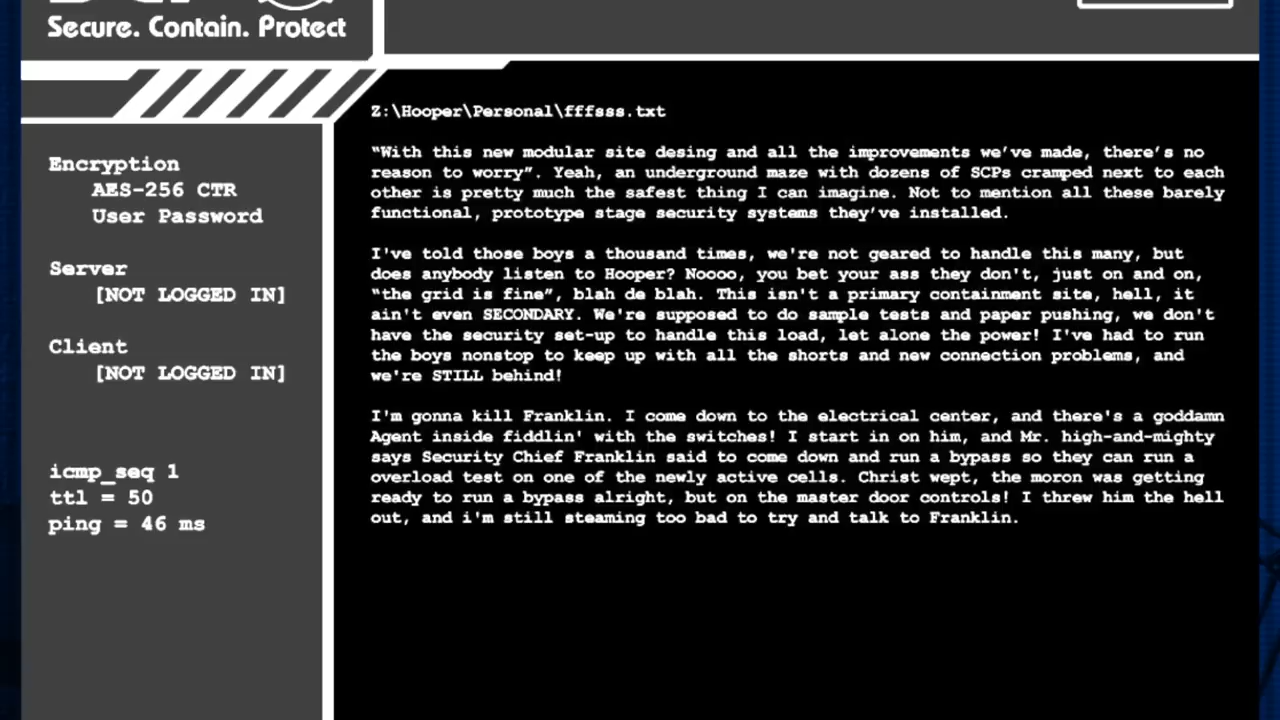 Secure. Contain. Protect
Z:\Hooper\Personal\fffsss.txt
“With this new modular site desing and all the improvements we’ve made, there’s no
reason to worry”. Yeah, an underground maze with dozens of SCPs cramped next to each
other is pretty much the safest thing I can imagine. Not to mention all these barely
functional, prototype stage security systems they’ve installed.
I've told those boys a thousand times, we're not geared to handle this many, but
does anybody listen to Hooper? Noooo, you bet your ass they don't, just on and on,
“the grid is fine”, blah de blah. This isn't a primary containment site, hell, it
ain't even SECONDARY. We're supposed to do sample tests and paper pushing, we don't
have the security set-up to handle this load, let alone the power! I've had to run
the boys nonstop to keep up with all the shorts and new connection problems, and
we're STILL behind!
I'm gonna kill Franklin. I come down to the electrical center, and there's a goddamn
Agent inside fiddlin' with the switches! I start in on him, and Mr. high-and-mighty
says Security Chief Franklin said to come down and run a bypass so they can run a
overload test on one of the newly active cells. Christ wept, the moron was getting
ready to run a bypass alright, but on the master door controls! I threw him the hell
out, and i'm still steaming too bad to try and talk to Franklin.
Encryption
AES-256 CTR
User Password
Server
[NOT LOGGED IN]
Client
[NOT LOGGED IN]
icmp_seq 1
ttl = 50
ping = 46 ms